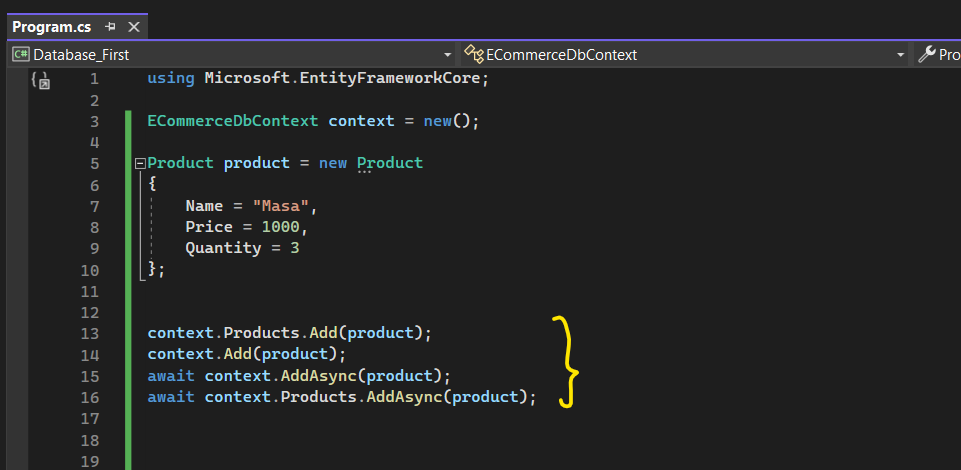 Program.cs
C# Database_First
ECommerceDbContext
Pro
1 using Microsoft.EntityFrameworkCore;
2
3 ECommerceDbContext context = new();
4
5 Product product = new Product
6 {
7 Name = "Masa",
8 Price = 1000,
9 Quantity = 3
10 };
11
12
13 context.Products.Add(product);
14 context.Add(product);
15 await context.AddAsync(product);
16 await context.Products.AddAsync(product);
17
18
19